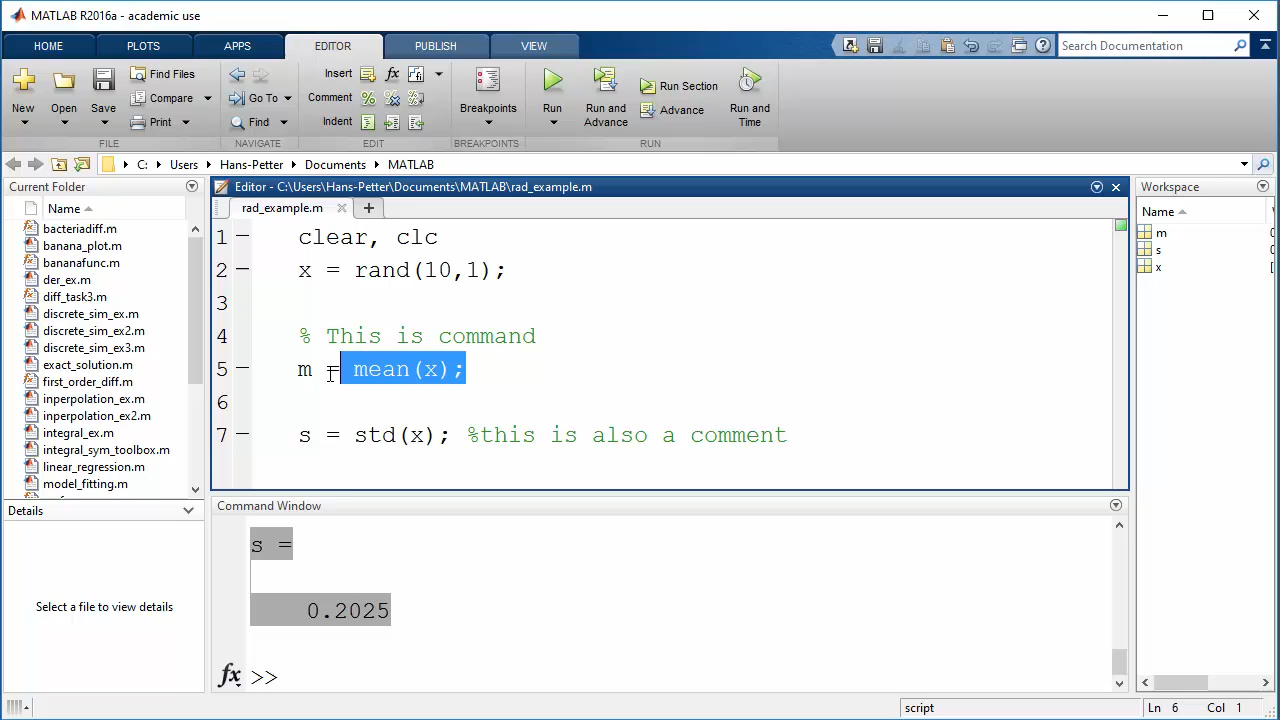 MATLAB R2016a - academic use
HOME PLOTS APPS EDITOR PUBLISH VIEW Search Documentation
New Open Save Find Files Compare Print
Go To Find
Insert fx
Comment
Indent
Breakpoints
Run Run and Advance Run Section Advance Run and Time
FILE NAVIGATE EDIT BREAKPOINTS RUN
C: Users Hans-Petter Documents MATLAB
Current Folder
Name
bacteriadiff.m
banana_plot.m
bananafunc.m
der_ex.m
diff_task3.m
discrete_sim_ex.m
discrete_sim_ex2.m
discrete_sim_ex3.m
exact_solution.m
first_order_diff.m
inperpolation_ex.m
inperpolation_ex2.m
integral_ex.m
integral_sym_toolbox.m
linear_regression.m
model_fitting.m
Details
Select a file to view details
Editor - C:\Users\Hans-Petter\Documents\MATLAB\rad_example.m
rad_example.m
1 clear, clc
2 x = rand(10,1);
3
4 % This is command
5 m = mean(x);
6
7 s = std(x); %this is also a comment
Command Window
s =
0.2025
fx >>
Workspace
Name
m 0
s 0
x [
script Ln 6 Col 1